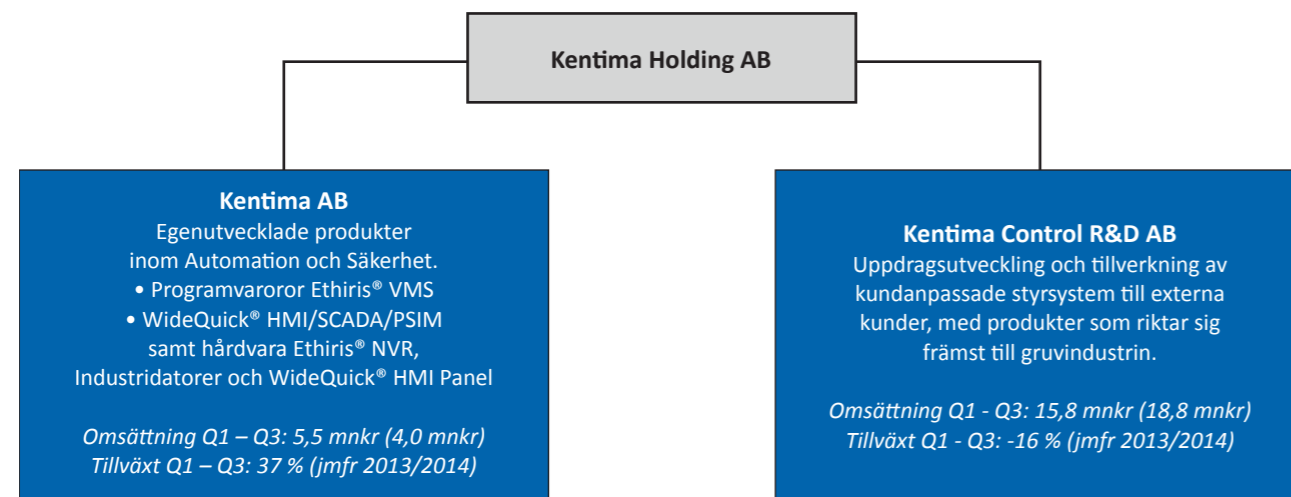 Kentima Holding AB
Kentima AB
Egenutvecklade produkter
inom Automation och Säkerhet.
• Programvaroror Ethiris® VMS
• WideQuick® HMI/SCADA/PSIM
samt hårdvara Ethiris® NVR,
Industridatorer och WideQuick® HMI Panel
Omsättning Q1 – Q3: 5,5 mnkr (4,0 mnkr)
Tillväxt Q1 – Q3: 37 % (jmfr 2013/2014)
Kentima Control R&D AB
Uppdragsutveckling och tillverkning av
kundanpassade styrsystem till externa
kunder, med produkter som riktar sig
främst till gruvindustrin.
Omsättning Q1 - Q3: 15,8 mnkr (18,8 mnkr)
Tillväxt Q1 - Q3: -16 % (jmfr 2013/2014)